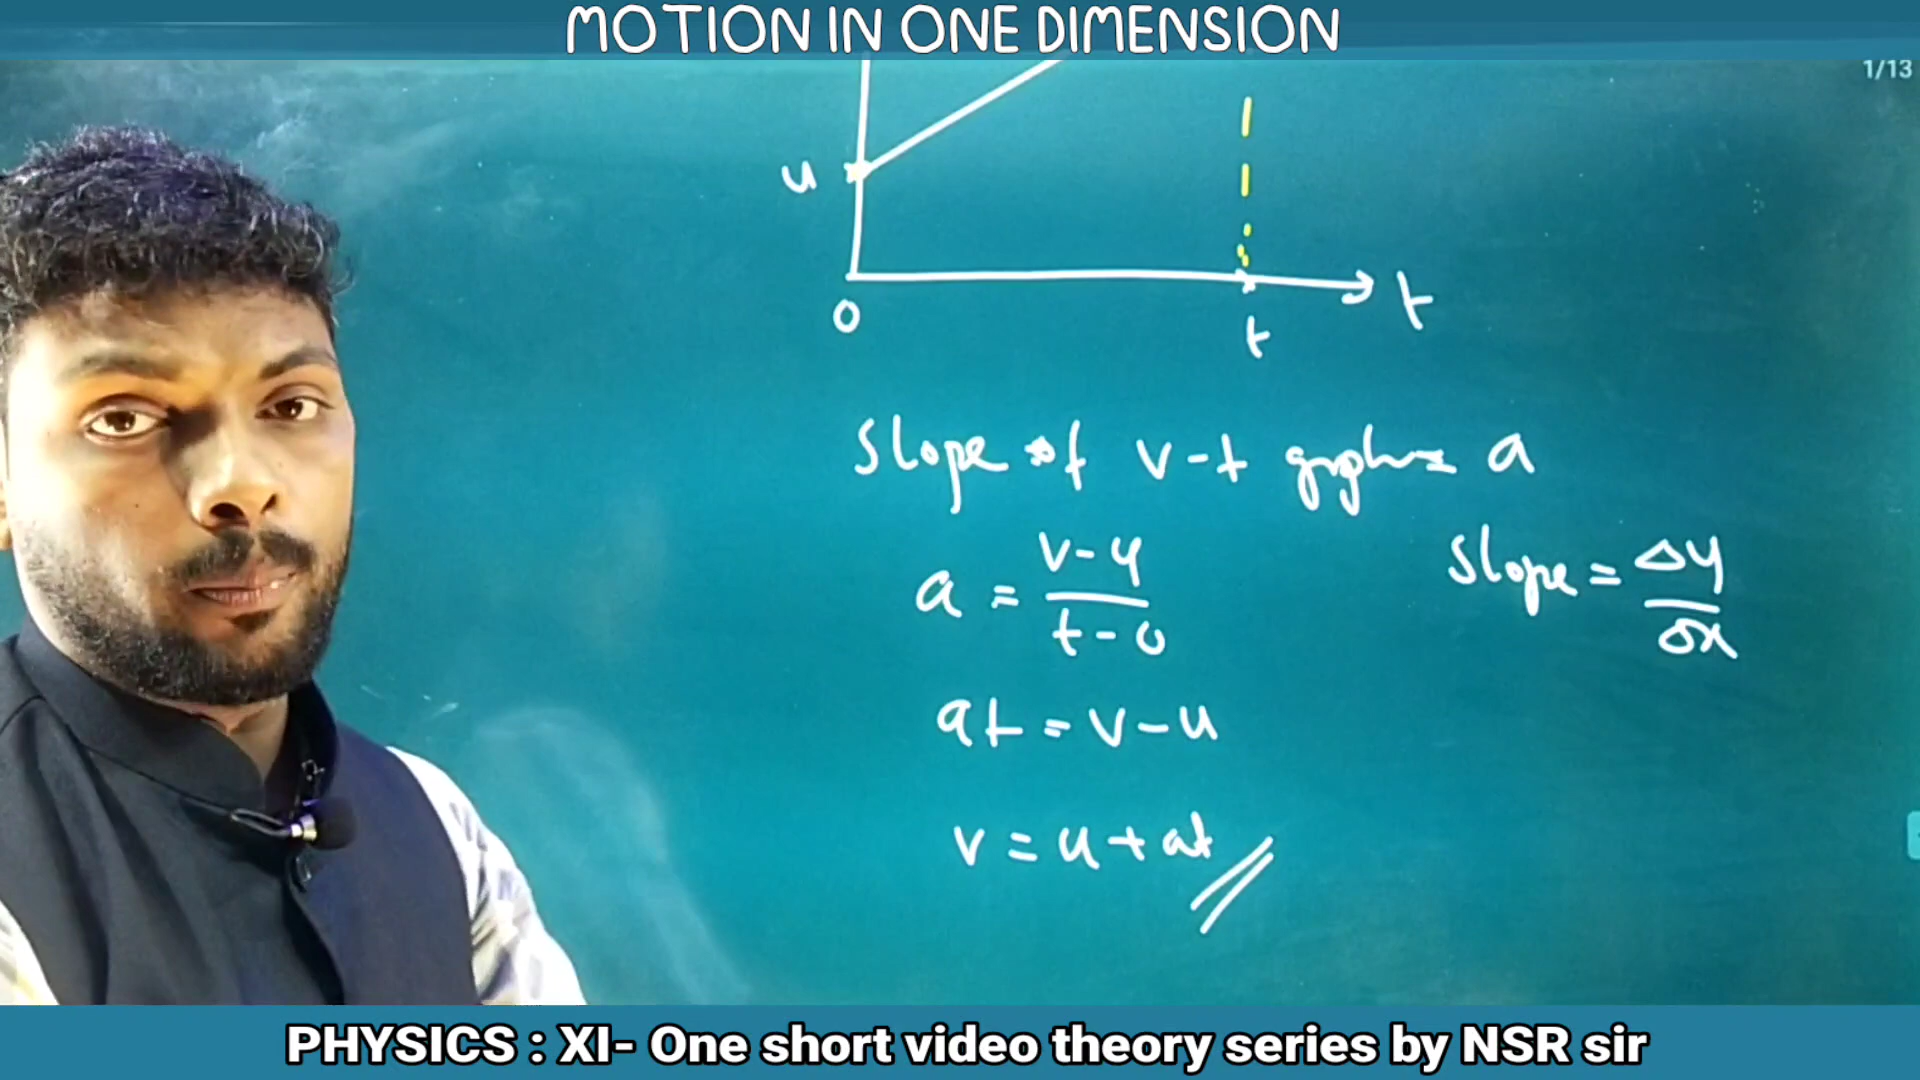 MOTION IN ONE DIMENSION
1/13
u
0
t
t
Slope of v-t graph = a
a = v-u / t-0
Slope = Δy / Δx
at = v-u
v = u+at
PHYSICS : XI- One short video theory series by NSR sir